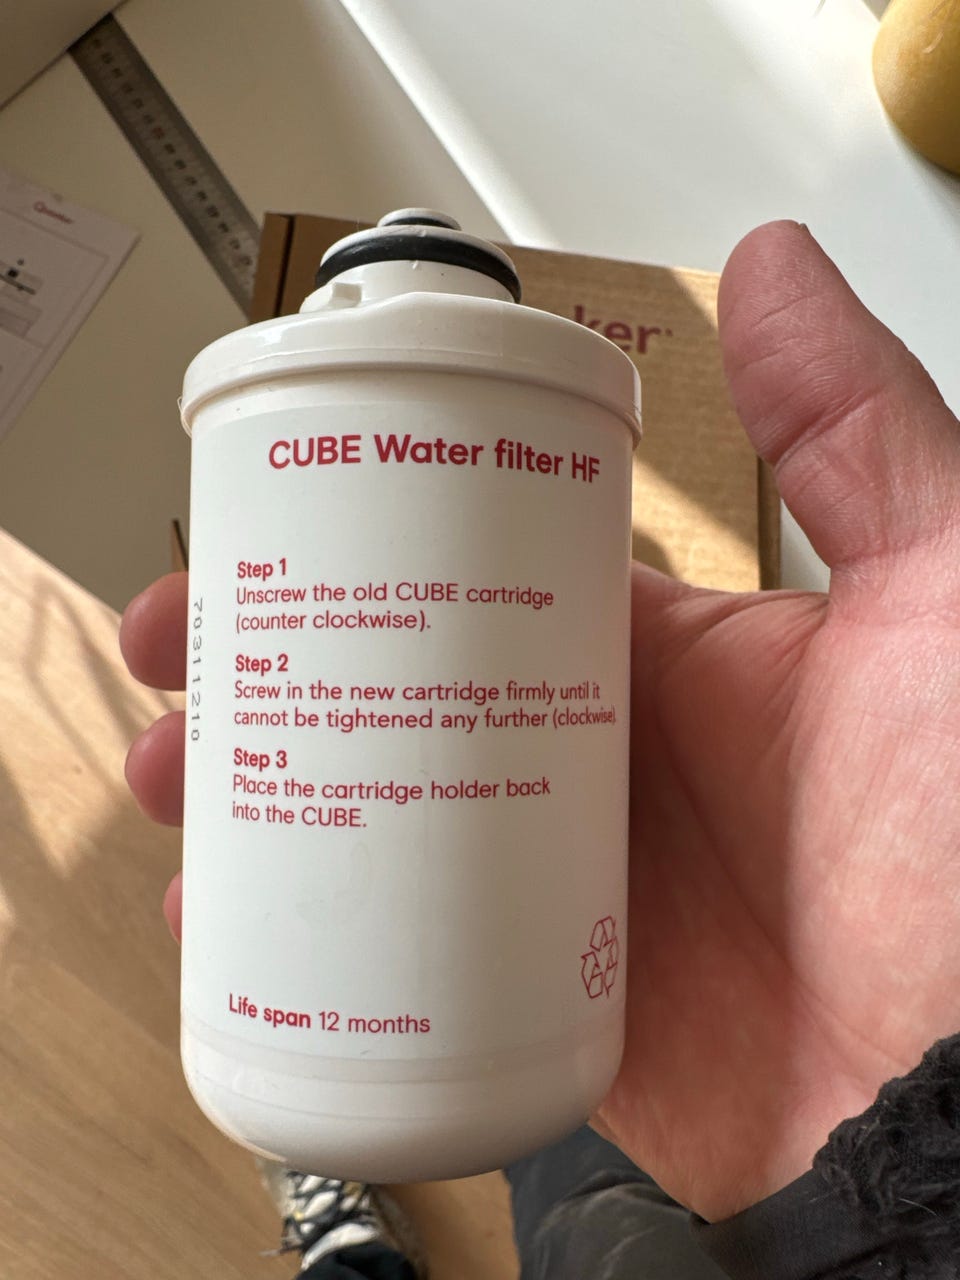 CUBE Water filter HF
Step 1
Unscrew the old CUBE cartridge
(counter clockwise).
Step 2
Screw in the new cartridge firmly until it
cannot be tightened any further (clockwise).
Step 3
Place the cartridge holder back
into the CUBE.
Life span 12 months
70311210
ker